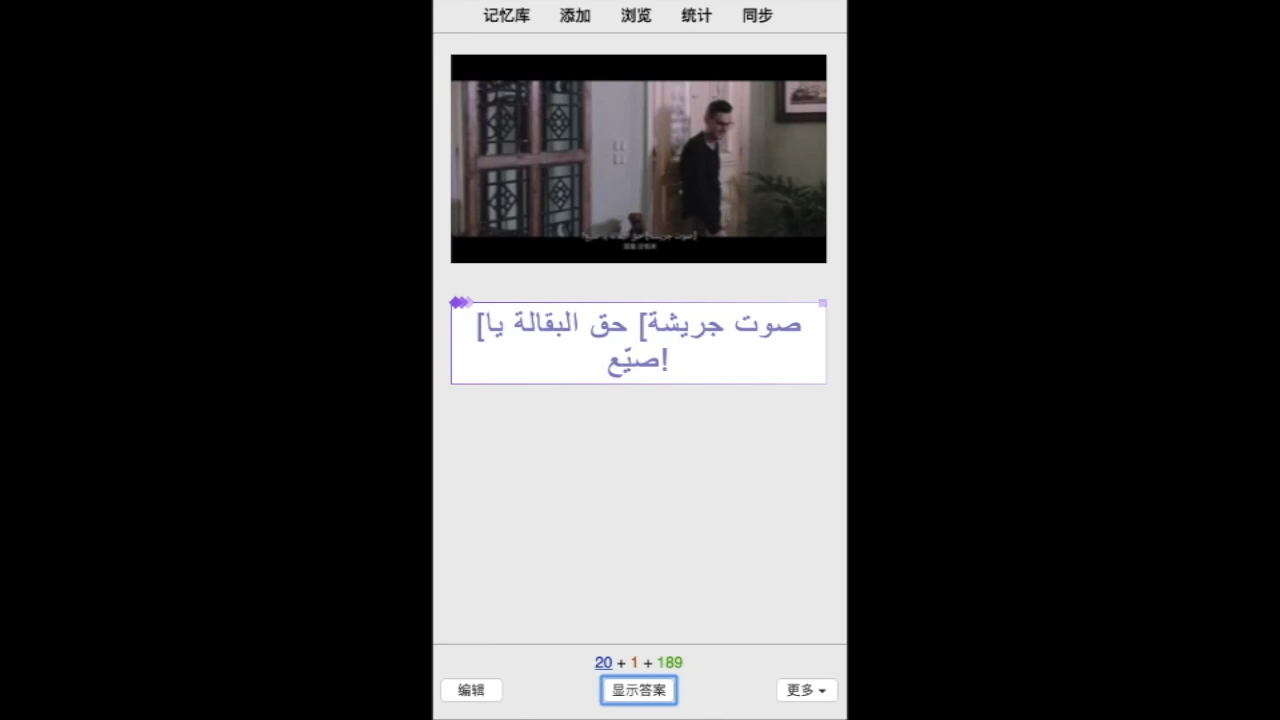 记忆库 添加 浏览 统计 同步
[صوت جريشة] حق البقالة يا
صيّع!
20 + 1 + 189
编辑 显示答案 更多